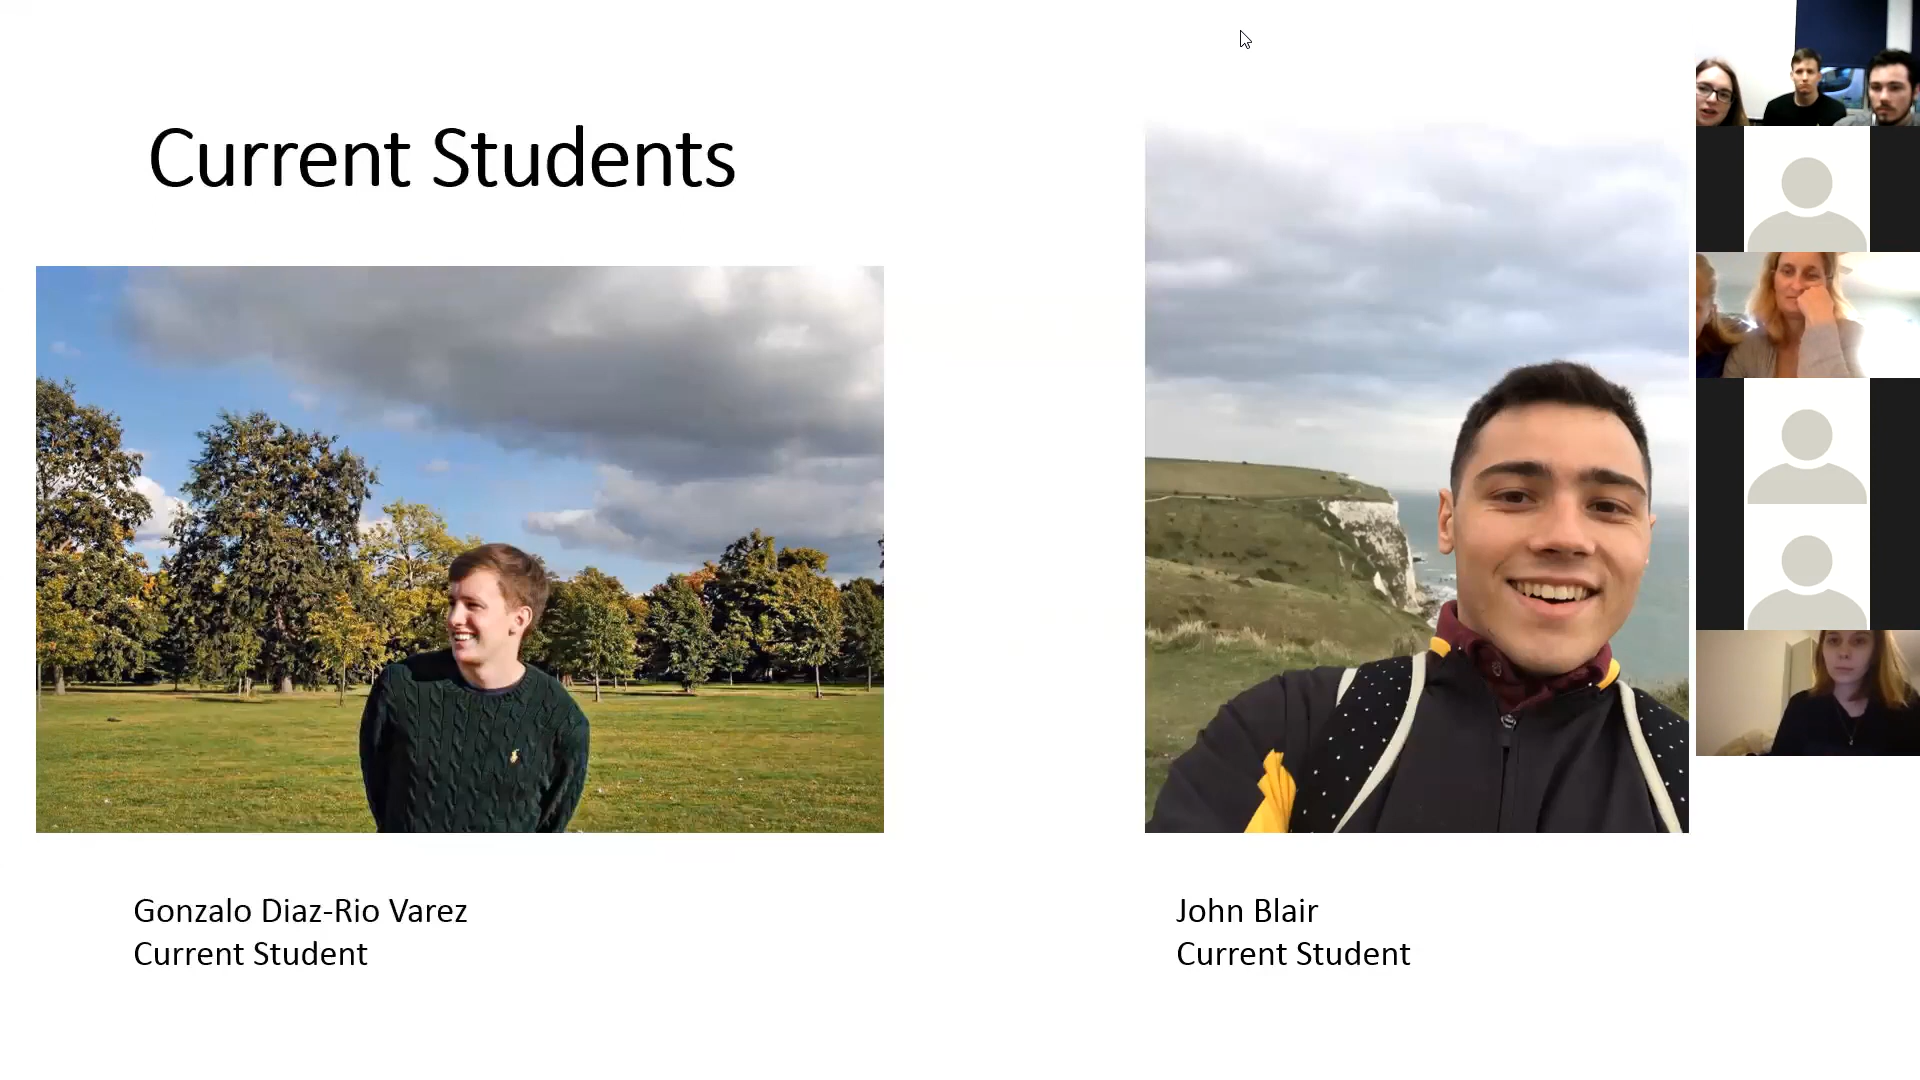 Current Students
Gonzalo Diaz-Rio Varez
Current Student
John Blair
Current Student